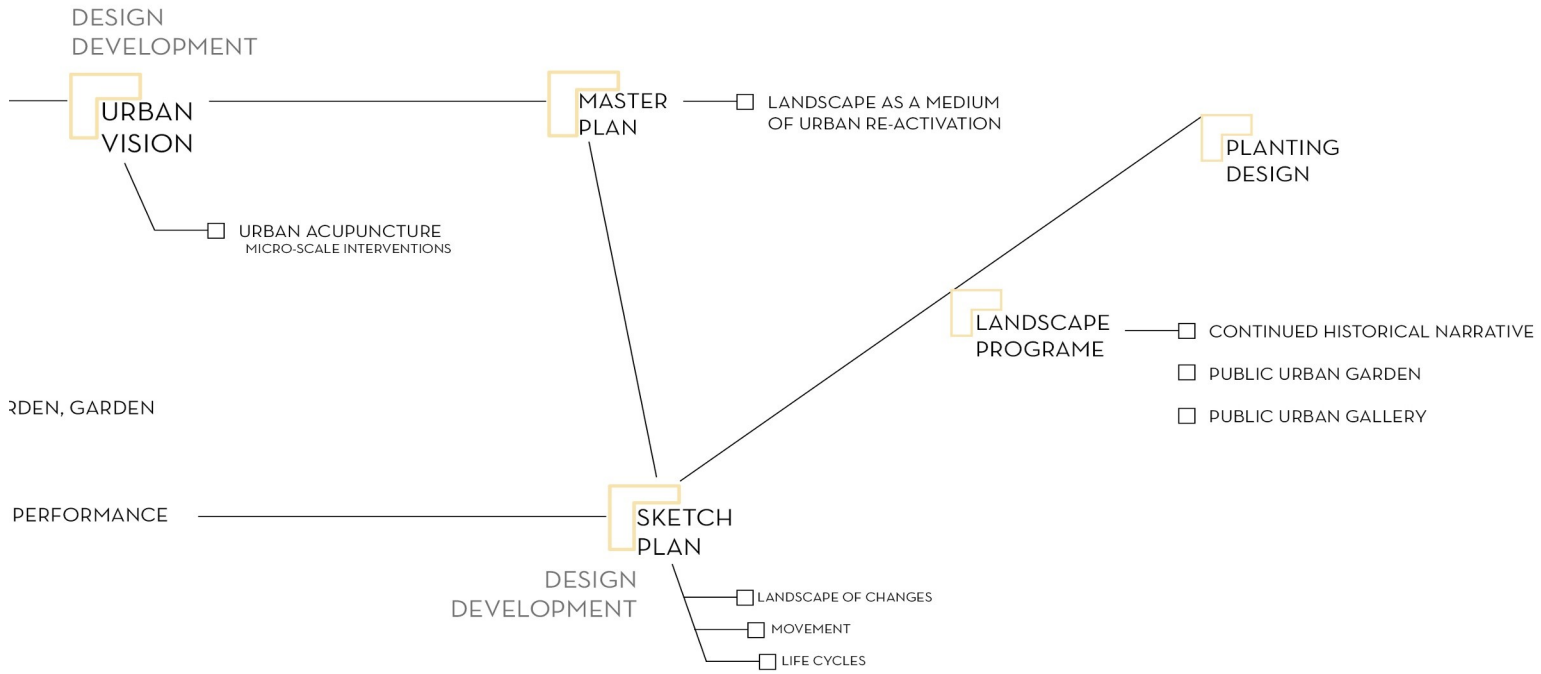 DESIGN
DEVELOPMENT
URBAN
VISION
MASTER
PLAN
LANDSCAPE AS A MEDIUM
OF URBAN RE-ACTIVATION
PLANTING
DESIGN
URBAN ACUPUNCTURE
MICRO-SCALE INTERVENTIONS
LANDSCAPE
PROGRAME
CONTINUED HISTORICAL NARRATIVE
PUBLIC URBAN GARDEN
PUBLIC URBAN GALLERY
RDEN, GARDEN
PERFORMANCE
SKETCH
PLAN
DESIGN
DEVELOPMENT
LANDSCAPE OF CHANGES
MOVEMENT
LIFE CYCLES